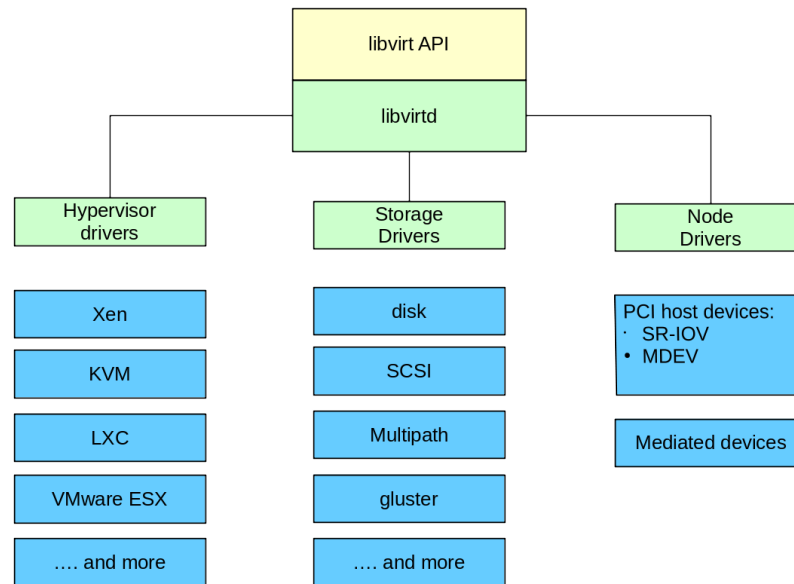 libvirt API
libvirtd
Hypervisor
drivers
Storage
Drivers
Node
Drivers
Xen
KVM
LXC
VMware ESX
…. and more
disk
SCSI
Multipath
gluster
…. and more
PCI host devices:
· SR-IOV
• MDEV
Mediated devices